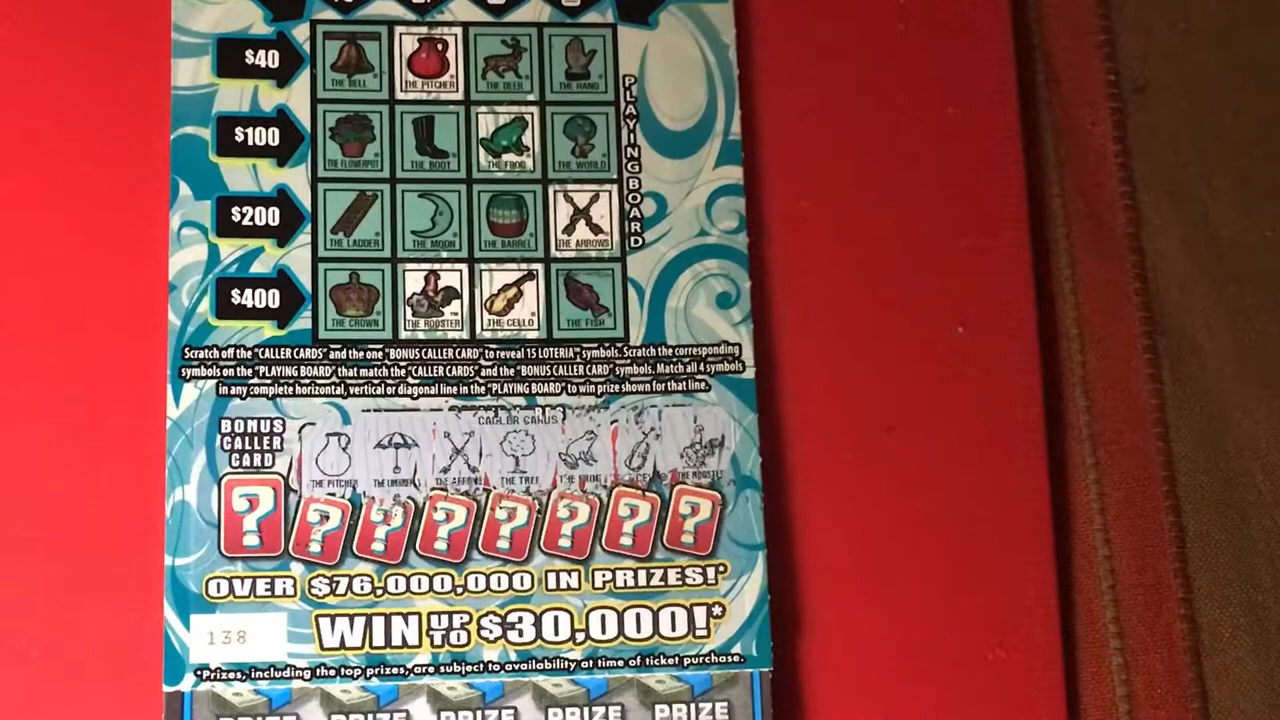 $40
THE BELL THE PITCHER THE DEER THE HAND
$100
THE FLOWERPOT THE BOOT THE FROG THE WORLD
$200
THE LADDER THE MOON THE BARREL THE ARROWS
$400
THE CROWN THE ROOSTER THE CELLO THE FISH
PLAYING BOARD
Scratch off the "CALLER CARDS" and the one "BONUS CALLER CARD" to reveal 15 LOTERIA™ symbols. Scratch the corresponding
symbols on the "PLAYING BOARD" that match the "CALLER CARDS" and the "BONUS CALLER CARD" symbols. Match all 4 symbols
in any complete horizontal, vertical or diagonal line in the "PLAYING BOARD" to win prize shown for that line.
CALLER CARDS
BONUS
CALLER
CARD
THE PITCHER THE THE TREE THE FROG THE ROOSTER
? ? ? ? ? ? ? ?
OVER $76,000,000 IN PRIZES!*
WIN UP TO $30,000!*
138
*Prizes, including the top prizes, are subject to availability at time of ticket purchase.
PRIZE PRIZE PRIZE PRIZE PRIZE